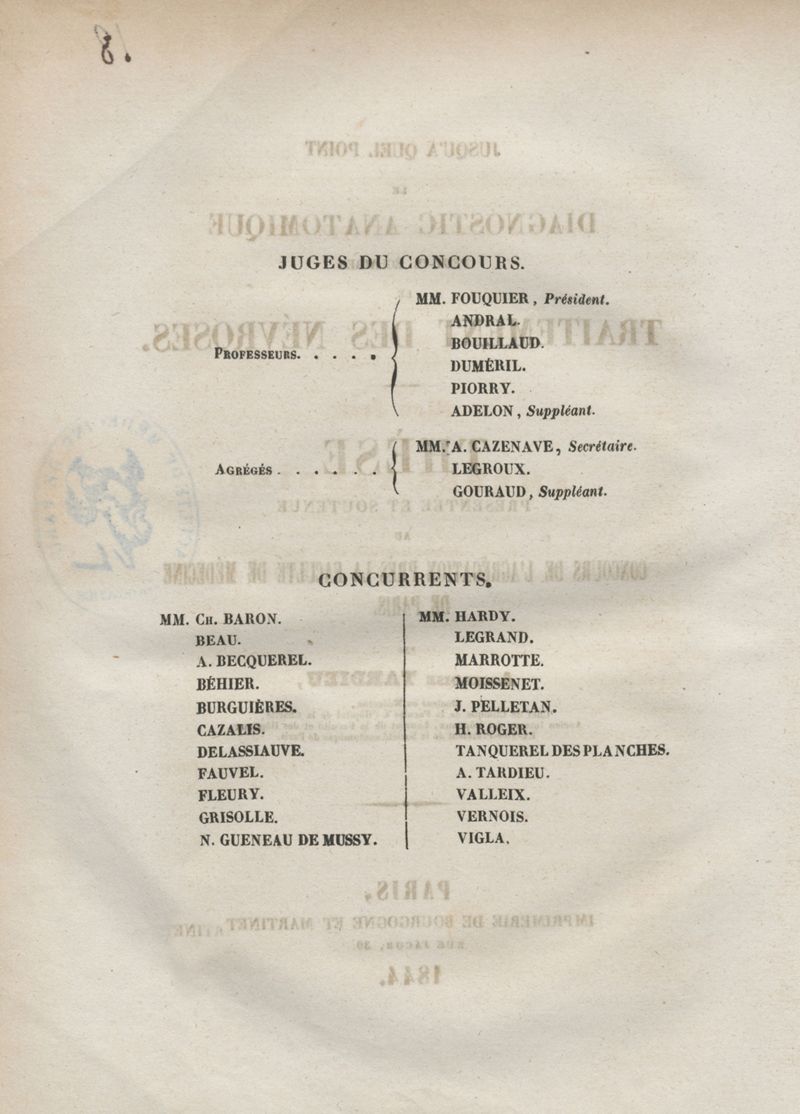 8.
JUGES DU CONCOURS.
MM. FOUQUIER, Président.
ANDRAL.
BOUILLAUD.
PROFESSEURS. . . . .
DUMÉRIL.
PIORRY.
ADELON, Suppléant.
MM. A. CAZENAVE, Secrétaire.
AGRÉGÉS . . . . . .
LEGROUX.
GOURAUD, Suppléant.
CONCURRENTS.
MM. CH. BARON.
BEAU.
A. BECQUEREL.
BÉHIER.
BURGUIÈRES.
CAZALIS.
DELASSIAUVE.
FAUVEL.
FLEURY.
GRISOLLE.
N. GUENEAU DE MUSSY.
MM. HARDY.
LEGRAND.
MARROTTE.
MOISSENET.
J. PELLETAN.
H. ROGER.
TANQUEREL DES PLANCHES.
A. TARDIEU.
VALLEIX.
VERNOIS.
VIGLA.